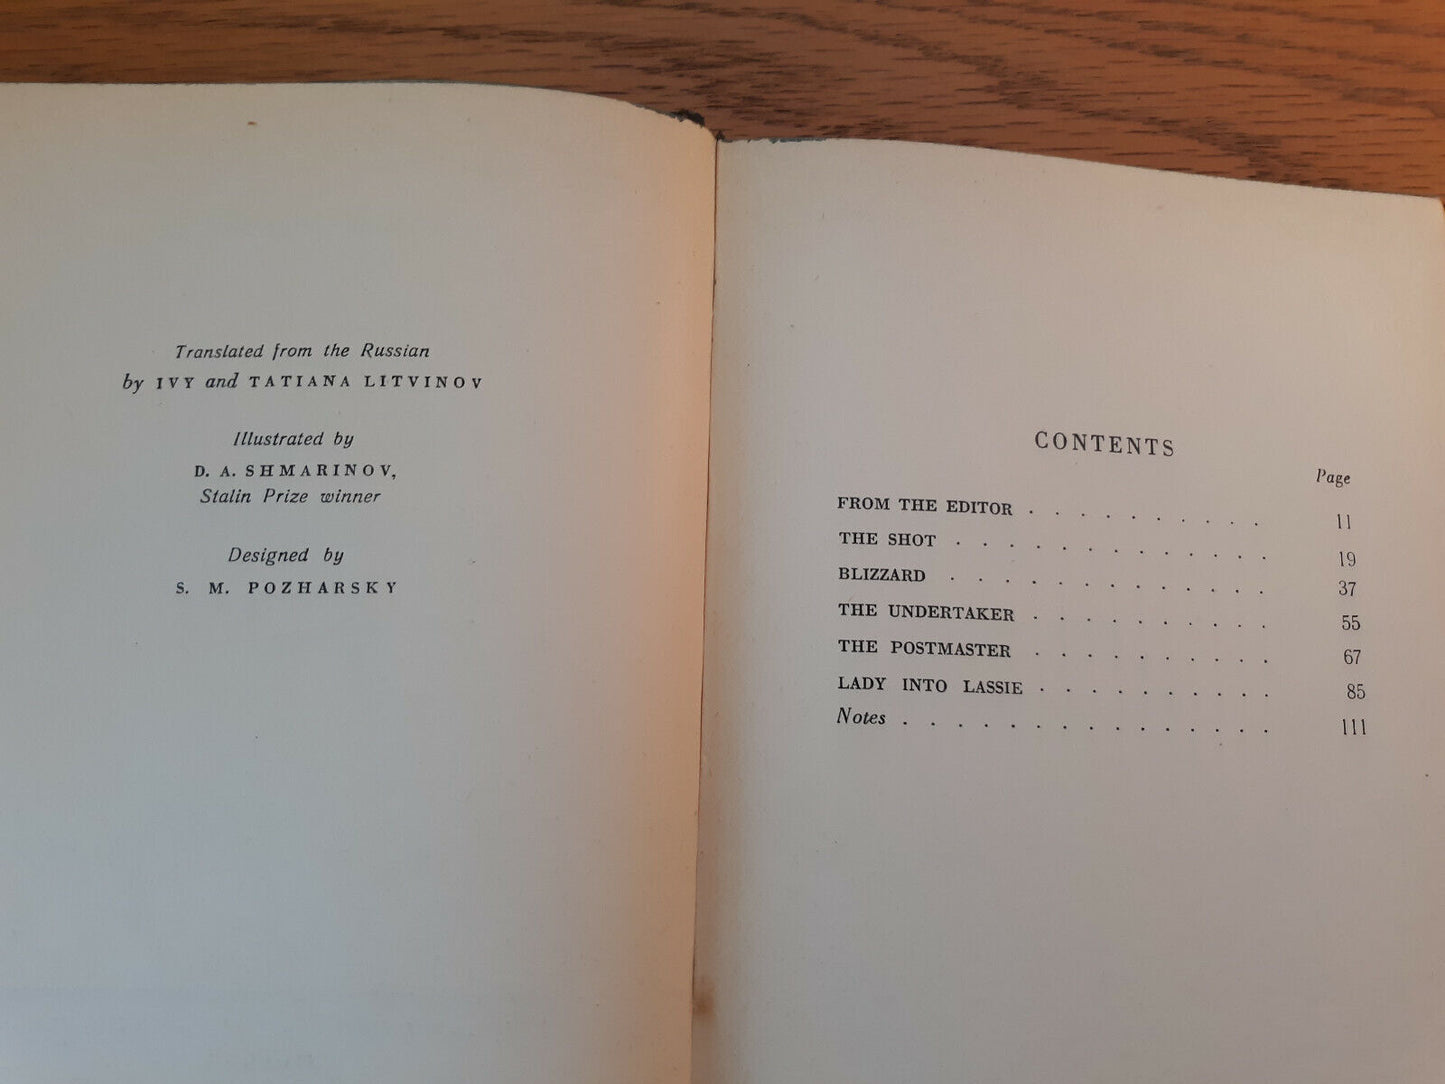 Translated from the Russian
by IVY and TATIANA LITVINOV
Illustrated by
D. A. SHMARINOV,
Stalin Prize winner
Designed by
S. M. POZHARSKY
CONTENTS
Page
FROM THE EDITOR . . . . . . . . . . 11
THE SHOT . . . . . . . . . . . . . 19
BLIZZARD . . . . . . . . . . . . . 37
THE UNDERTAKER . . . . . . . . . . 55
THE POSTMASTER . . . . . . . . . . 67
LADY INTO LASSIE . . . . . . . . . . 85
Notes . . . . . . . . . . . . . . . 111